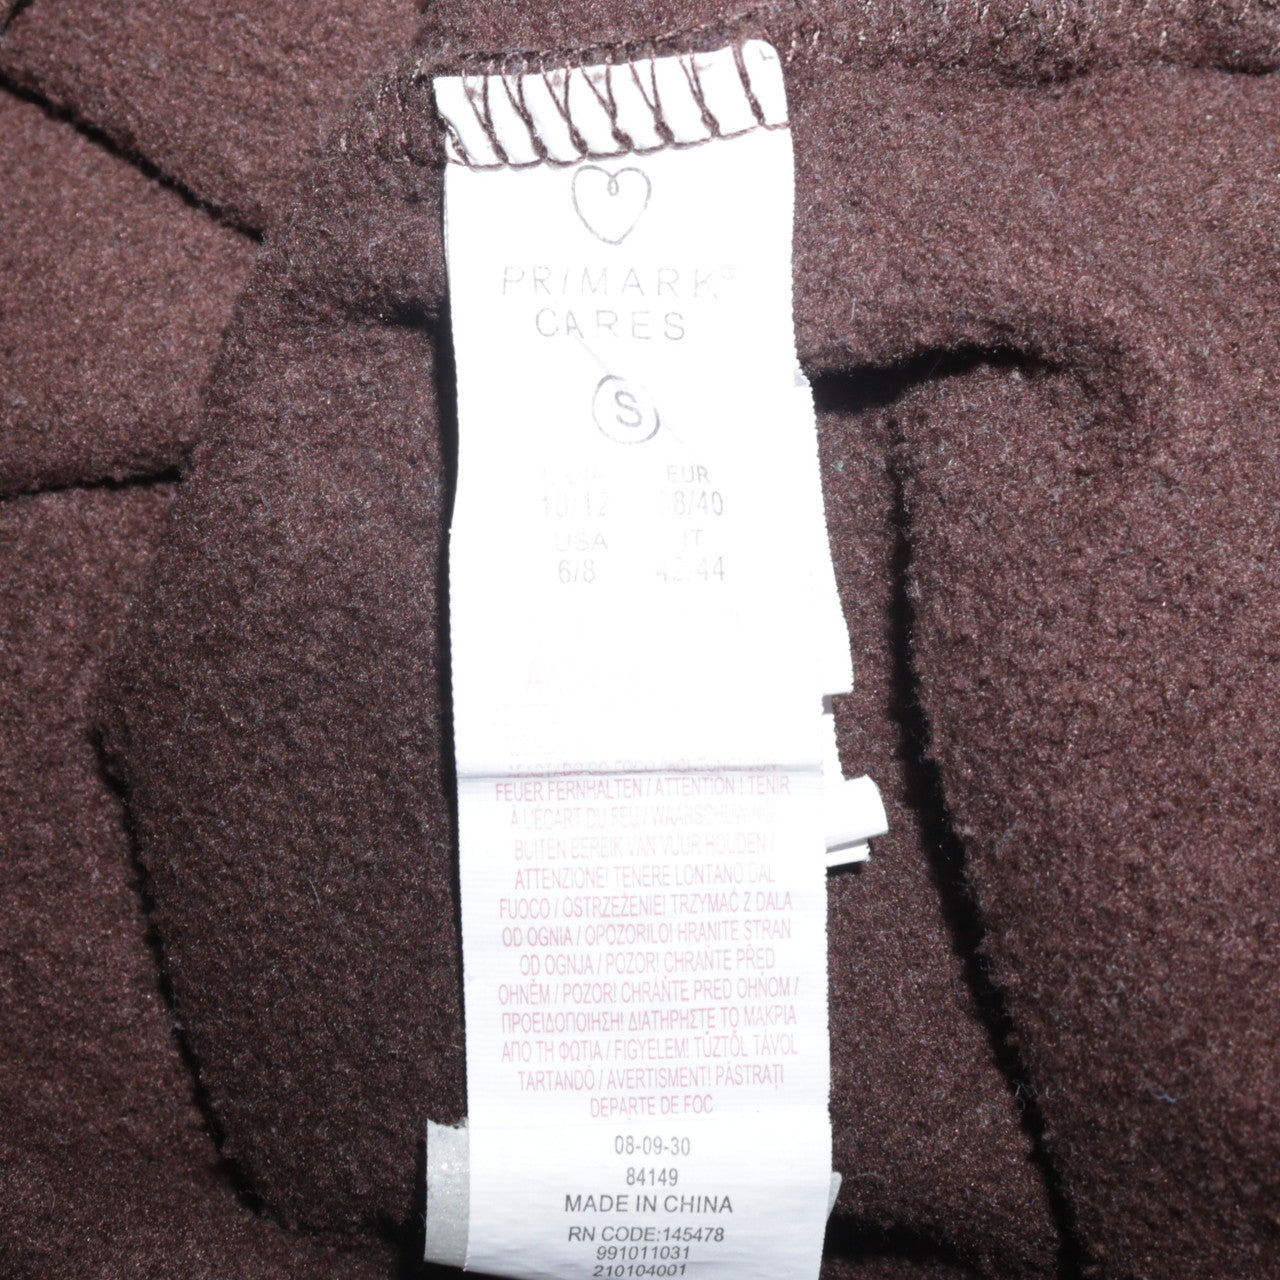 PRIMARK®
CARES
S
EUR
10/12 38/40
USA IT
6/8 42/44
FEUER FERNHALTEN / ATTENTION ! TENIR
À L'ÉCART DU FEU / WAARSCHUWING!
BUITEN BEREIK VAN VUUR HOUDEN /
ATTENZIONE! TENERE LONTANO DAL
FUOCO / OSTRZEŻENIE! TRZYMAĆ Z DALA
OD OGNIA / OPOZORILO! HRANITE STRAN
OD OGNJA / POZOR! CHRAŇTE PŘED
OHNĚM / POZOR! CHRÁŇTE PRED OHŇOM /
ΠΡΟΕΙΔΟΠΟΙΗΣΗ! ΔΙΑΤΗΡΗΣΤΕ ΤΟ ΜΑΚΡΙΑ
ΑΠΟ ΤΗ ΦΩΤΙΑ / FIGYELEM! TŰZTŐL TÁVOL
TARTANDÓ / AVERTISMENT! PĂSTRAȚI
DEPARTE DE FOC
08-09-30
84149
MADE IN CHINA
RN CODE:145478
991011031
210104001